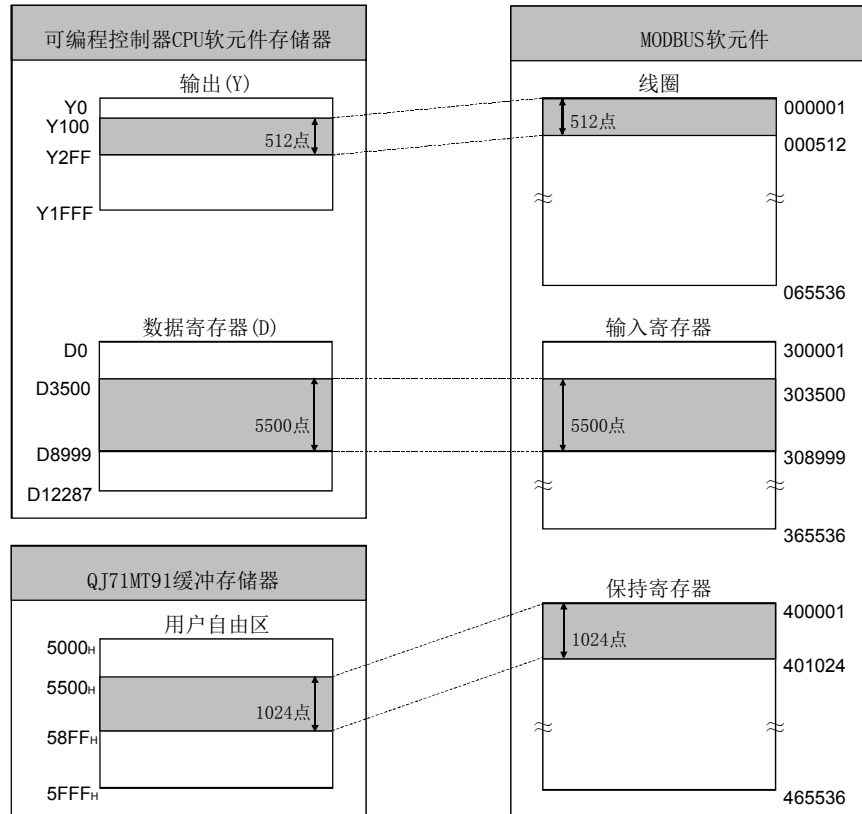 可编程控制器CPU软元件存储器
输出(Y)
Y0
Y100
512点
Y2FF
Y1FFF
数据寄存器(D)
D0
D3500
5500点
D8999
D12287
QJ71MT91缓冲存储器
用户自由区
5000H
5500H
1024点
58FFH
5FFFH
MODBUS软元件
线圈
000001
512点
000512
065536
输入寄存器
300001
303500
5500点
308999
365536
保持寄存器
400001
1024点
401024
465536